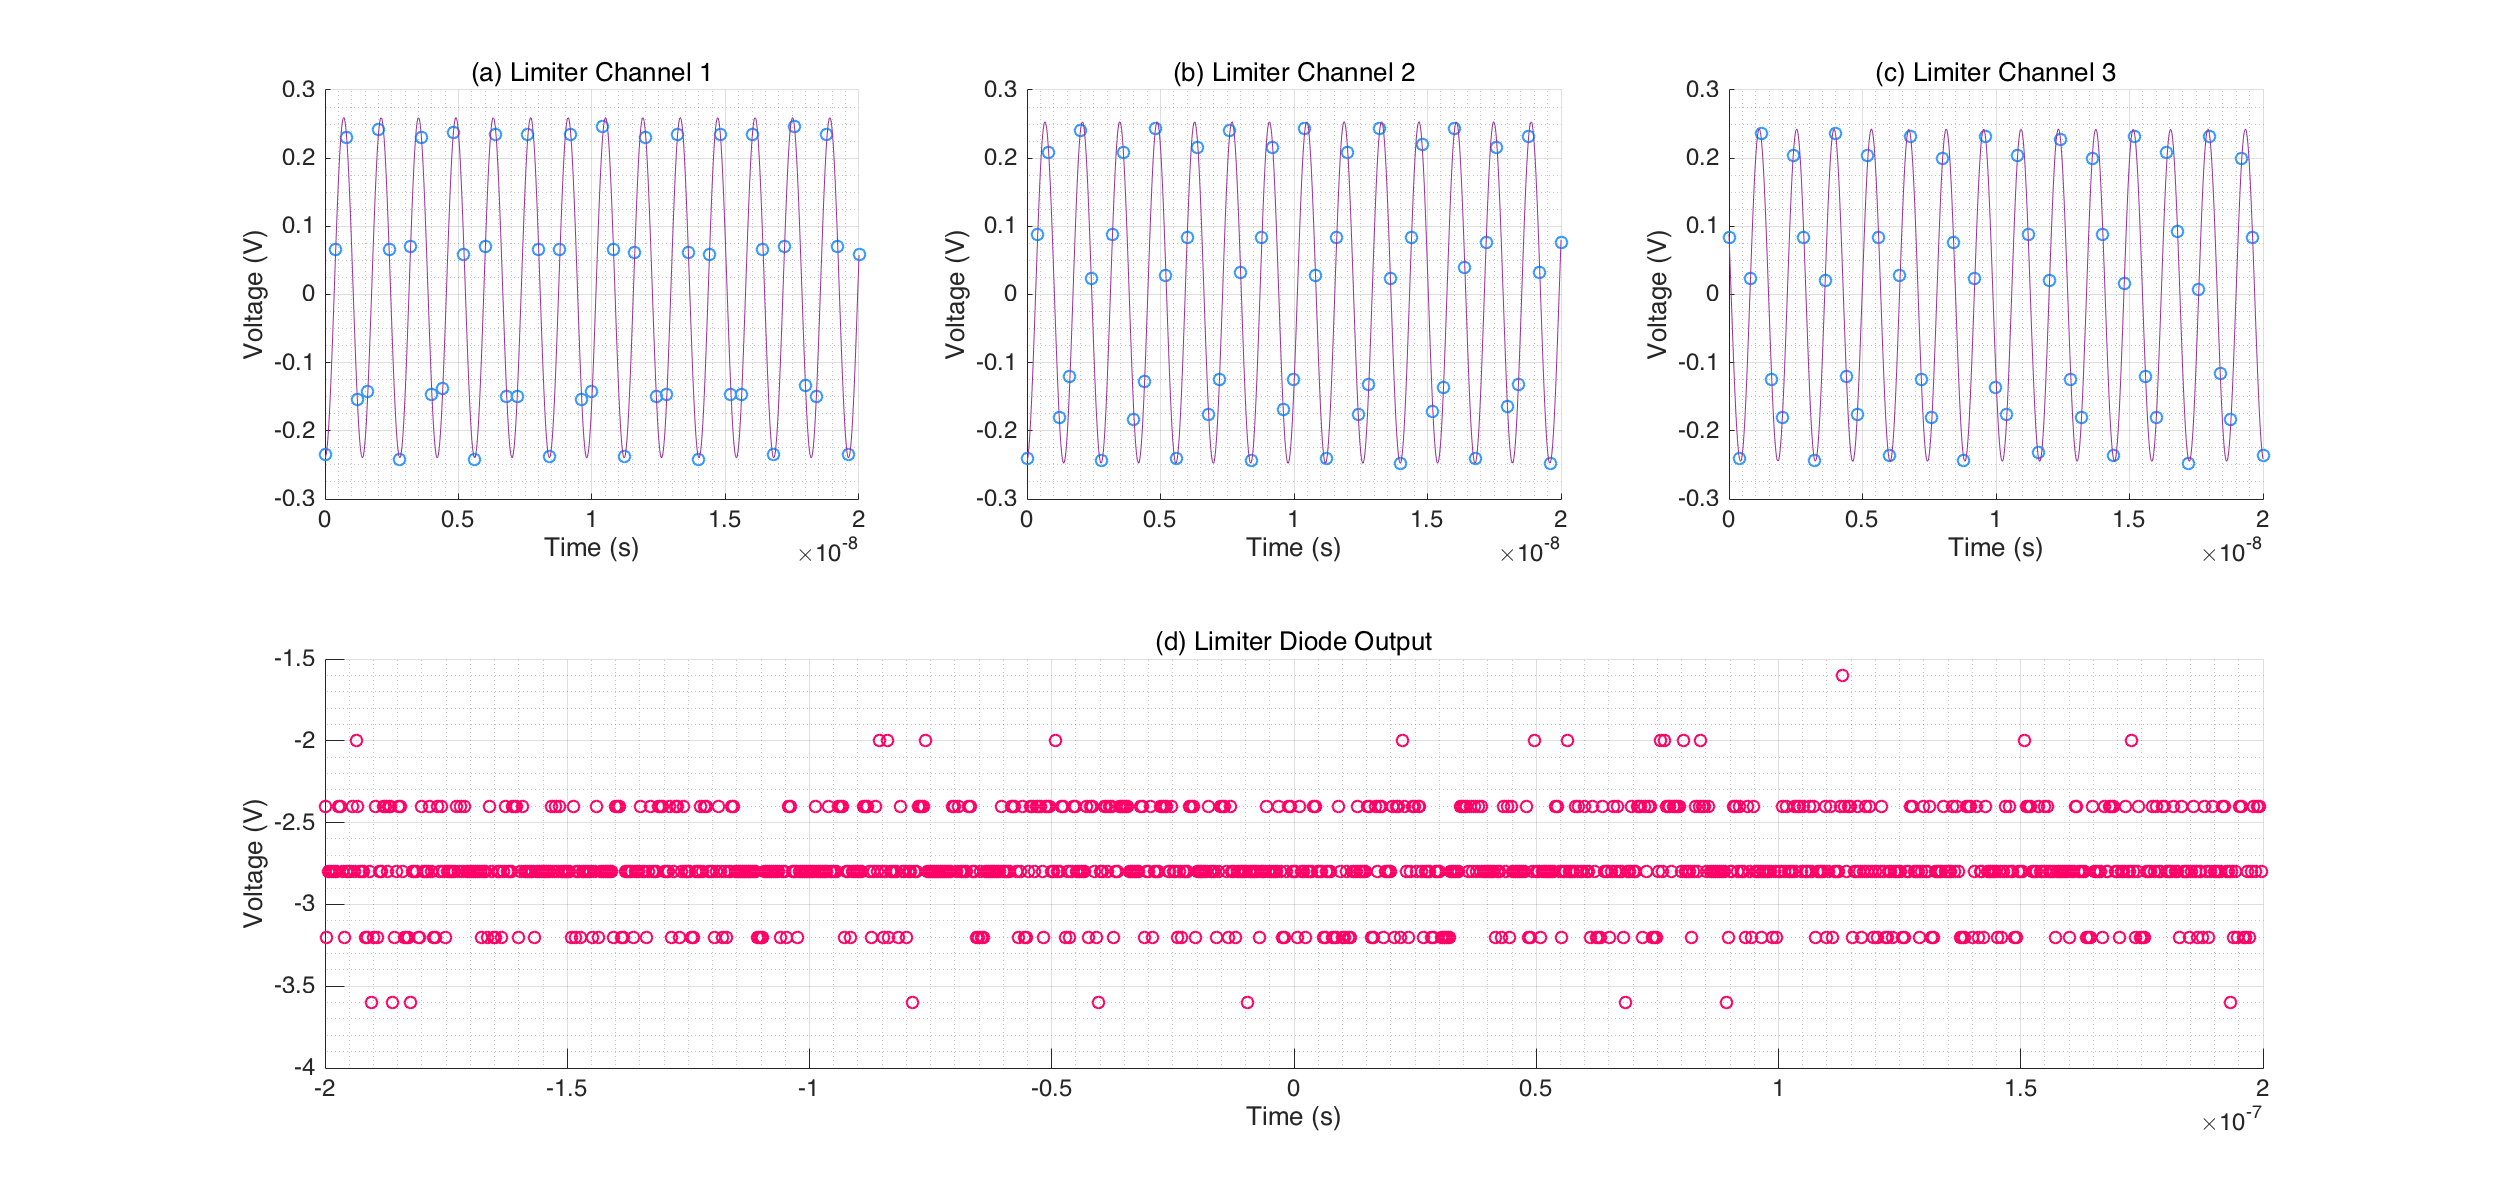 (a) Limiter Channel 1
(b) Limiter Channel 2
(c) Limiter Channel 3
0.3
0.2
0.1
0
-0.1
-0.2
-0.3
Voltage (V)
0 0.5 1 1.5 2
Time (s)
×10-8
0.3
0.2
0.1
0
-0.1
-0.2
-0.3
Voltage (V)
0 0.5 1 1.5 2
Time (s)
×10-8
0.3
0.2
0.1
0
-0.1
-0.2
-0.3
Voltage (V)
0 0.5 1 1.5 2
Time (s)
×10-8
(d) Limiter Diode Output
-1.5
-2
-2.5
-3
-3.5
-4
Voltage (V)
-2 -1.5 -1 -0.5 0 0.5 1 1.5 2
Time (s)
×10-7